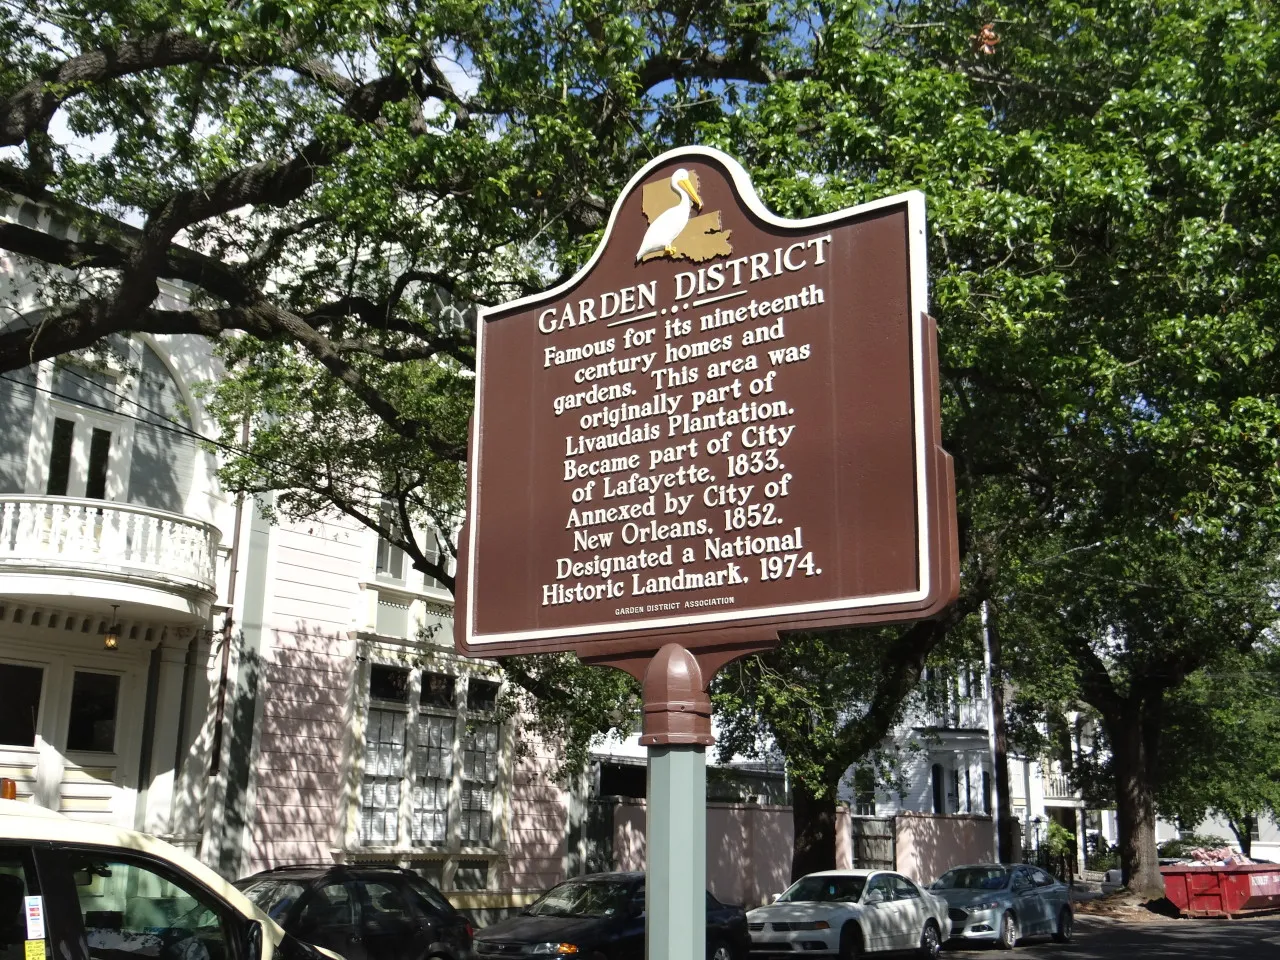 GARDEN DISTRICT
Famous for its nineteenth
century homes and
gardens. This area was
originally part of
Livaudais Plantation.
Became part of City
of Lafayette, 1833.
Annexed by City of
New Orleans, 1852.
Designated a National
Historic Landmark, 1974.
GARDEN DISTRICT ASSOCIATION